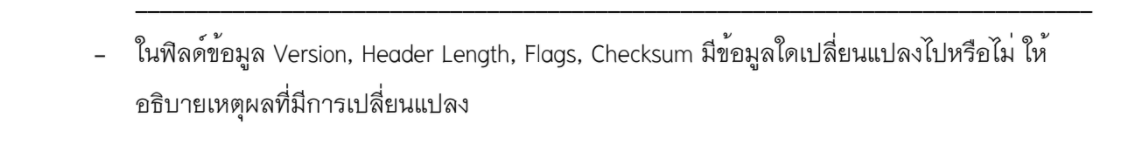 - ในฟิลด์ข้อมูล Version, Header Length, Flags, Checksum มีข้อมูลใดเปลี่ยนแปลงไปหรือไม่ ให้
อธิบายเหตุผลที่มีการเปลี่ยนแปลง